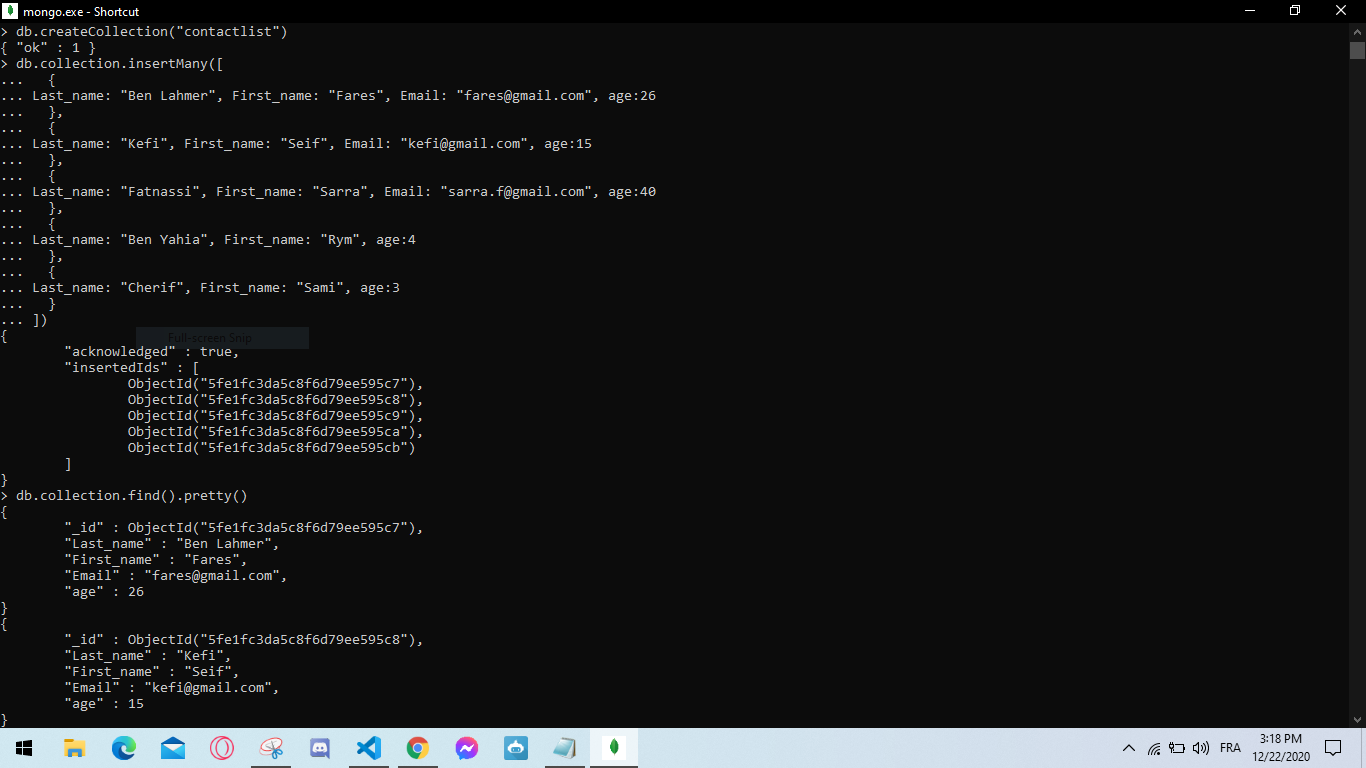 mongo.exe - Shortcut
> db.createCollection("contactlist")
{ "ok" : 1 }
> db.collection.insertMany([
...   {
... Last_name: "Ben Lahmer", First_name: "Fares", Email: "fares@gmail.com", age:26
...   },
...   {
... Last_name: "Kefi", First_name: "Seif", Email: "kefi@gmail.com", age:15
...   },
...   {
... Last_name: "Fatnassi", First_name: "Sarra", Email: "sarra.f@gmail.com", age:40
...   },
...   {
... Last_name: "Ben Yahia", First_name: "Rym", age:4
...   },
...   {
... Last_name: "Cherif", First_name: "Sami", age:3
...   }
... ])
{
Full-screen Snip
        "acknowledged" : true,
        "insertedIds" : [
                ObjectId("5fe1fc3da5c8f6d79ee595c7"),
                ObjectId("5fe1fc3da5c8f6d79ee595c8"),
                ObjectId("5fe1fc3da5c8f6d79ee595c9"),
                ObjectId("5fe1fc3da5c8f6d79ee595ca"),
                ObjectId("5fe1fc3da5c8f6d79ee595cb")
        ]
}
> db.collection.find().pretty()
{
        "_id" : ObjectId("5fe1fc3da5c8f6d79ee595c7"),
        "Last_name" : "Ben Lahmer",
        "First_name" : "Fares",
        "Email" : "fares@gmail.com",
        "age" : 26
}
{
        "_id" : ObjectId("5fe1fc3da5c8f6d79ee595c8"),
        "Last_name" : "Kefi",
        "First_name" : "Seif",
        "Email" : "kefi@gmail.com",
        "age" : 15
}
FRA
3:18 PM
12/22/2020